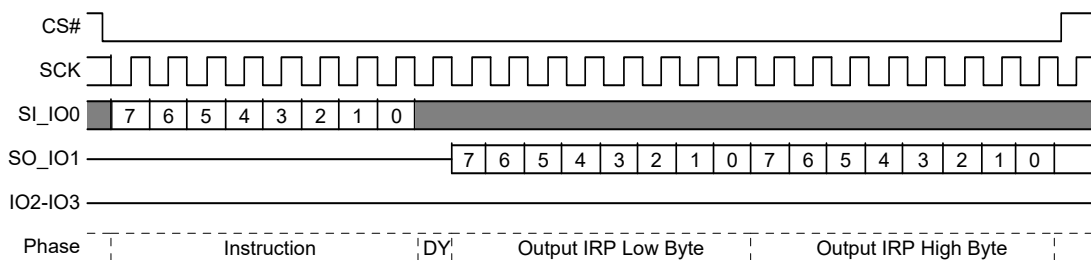 CS#
SCK
SI_IO0 7 6 5 4 3 2 1 0
SO_IO1 7 6 5 4 3 2 1 0 7 6 5 4 3 2 1 0
IO2-IO3
Phase Instruction DY Output IRP Low Byte Output IRP High Byte